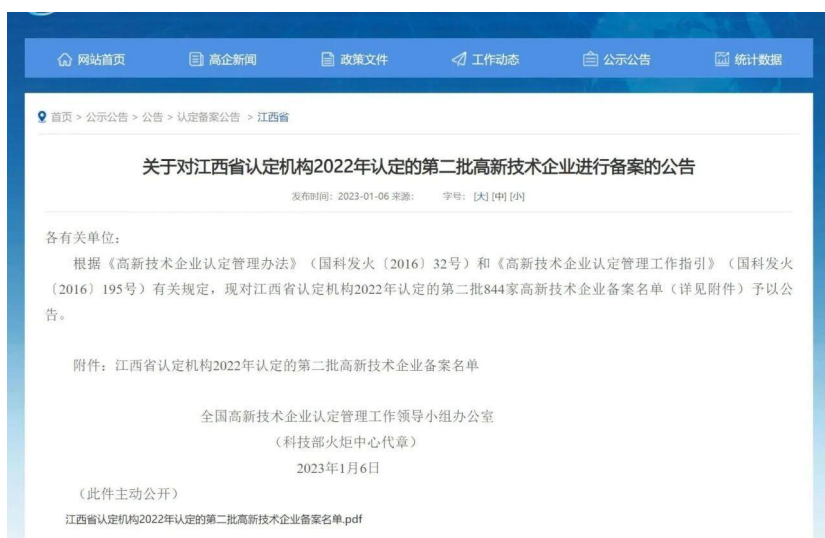 网站首页 高企新闻 政策文件 工作动态 公示公告 统计数据
首页 > 公示公告 > 公告 > 认定备案公告 > 江西省
关于对江西省认定机构2022年认定的第二批高新技术企业进行备案的公告
发布时间：2023-01-06 来源： 字号： [大] [中] [小]
各有关单位：
根据《高新技术企业认定管理办法》（国科发火〔2016〕32号）和《高新技术企业认定管理工作指引》（国科发火
〔2016〕195号）有关规定，现对江西省认定机构2022年认定的第二批844家高新技术企业备案名单（详见附件）予以公
告。
附件：江西省认定机构2022年认定的第二批高新技术企业备案名单
全国高新技术企业认定管理工作领导小组办公室
（科技部火炬中心代章）
2023年1月6日
（此件主动公开）
江西省认定机构2022年认定的第二批高新技术企业备案名单.pdf